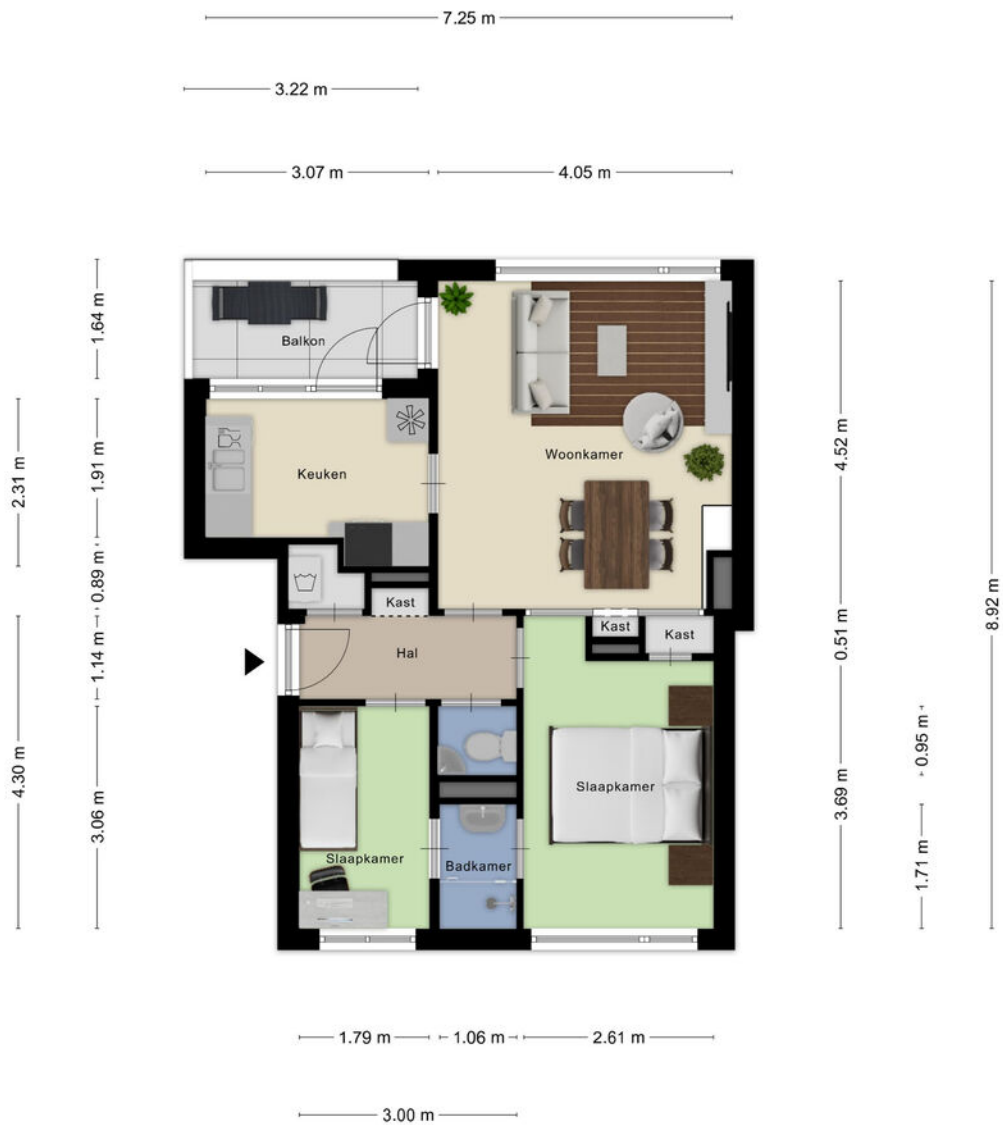 7.25 m
3.22 m
3.07 m
4.05 m
1.64 m
Balkon
2.31 m
1.91 m
Keuken
Woonkamer
4.52 m
8.92 m
0.89 m
Kast
Kast
Kast
0.51 m
1.14 m
Hal
4.30 m
3.06 m
Slaapkamer
Badkamer
Slaapkamer
3.69 m
0.95 m
1.71 m
1.79 m
1.06 m
2.61 m
3.00 m